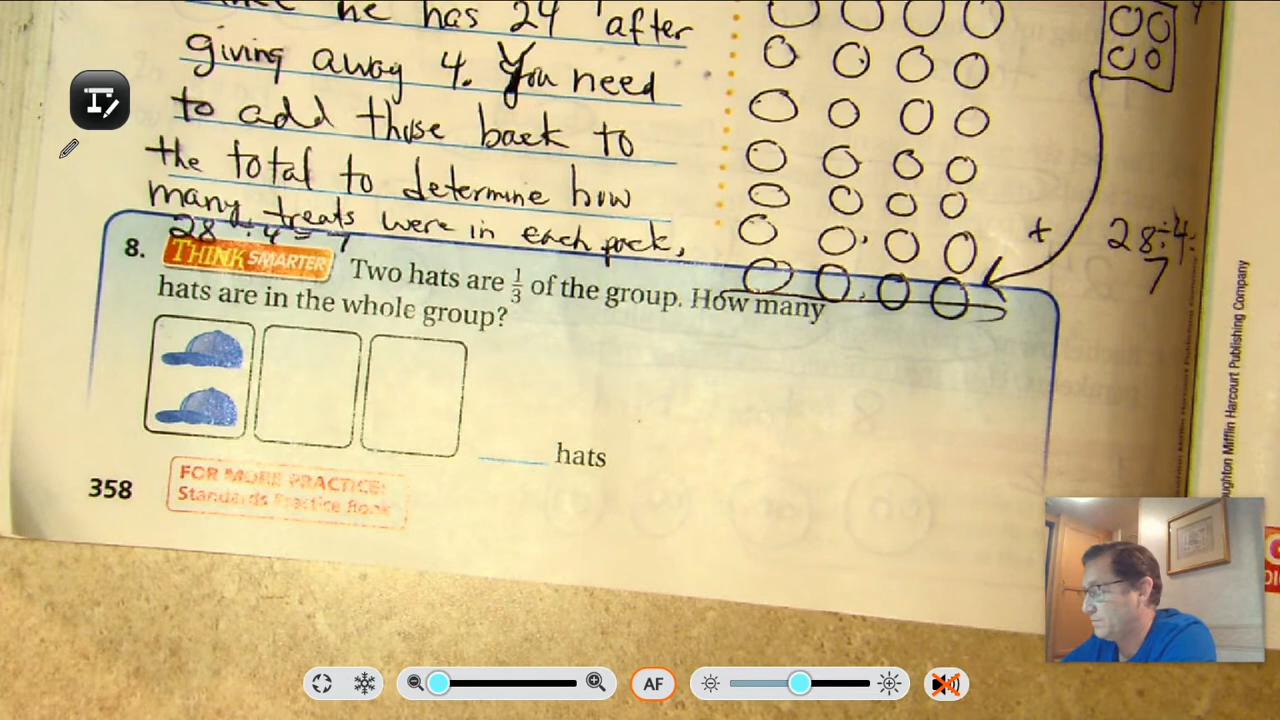 he has 24 after
giving away 4. You need
to add those back to
the total to determine how
many treats were in each pack,
28 ÷ 4 = 7
+
28÷4=
7
8. THINK SMARTER Two hats are 1/3 of the group. How many
hats are in the whole group?
____ hats
358
FOR MORE PRACTICE:
Standards Practice Book
Houghton Mifflin Harcourt Publishing Company
AF